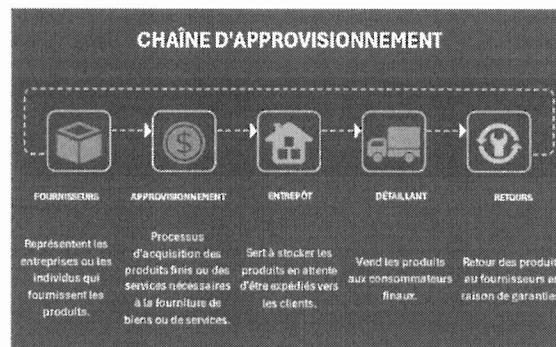 CHAÎNE D'APPROVISIONNEMENT
FOURNISSEURS
APPROVISIONNEMENT
ENTREPÔT
DÉTAILLANT
RETOURS
Représentent les
entreprises ou les
individus qui
fournissent les
produits.
Processus
d'acquisition des
produits finis ou des
services nécessaires
à la fourniture de
biens ou de services.
Sert à stocker les
produits en attente
d'être expédiés vers
les clients.
Vend les produits
aux consommateurs
finaux.
Retour des produits
au fournisseurs en
raison de garanties